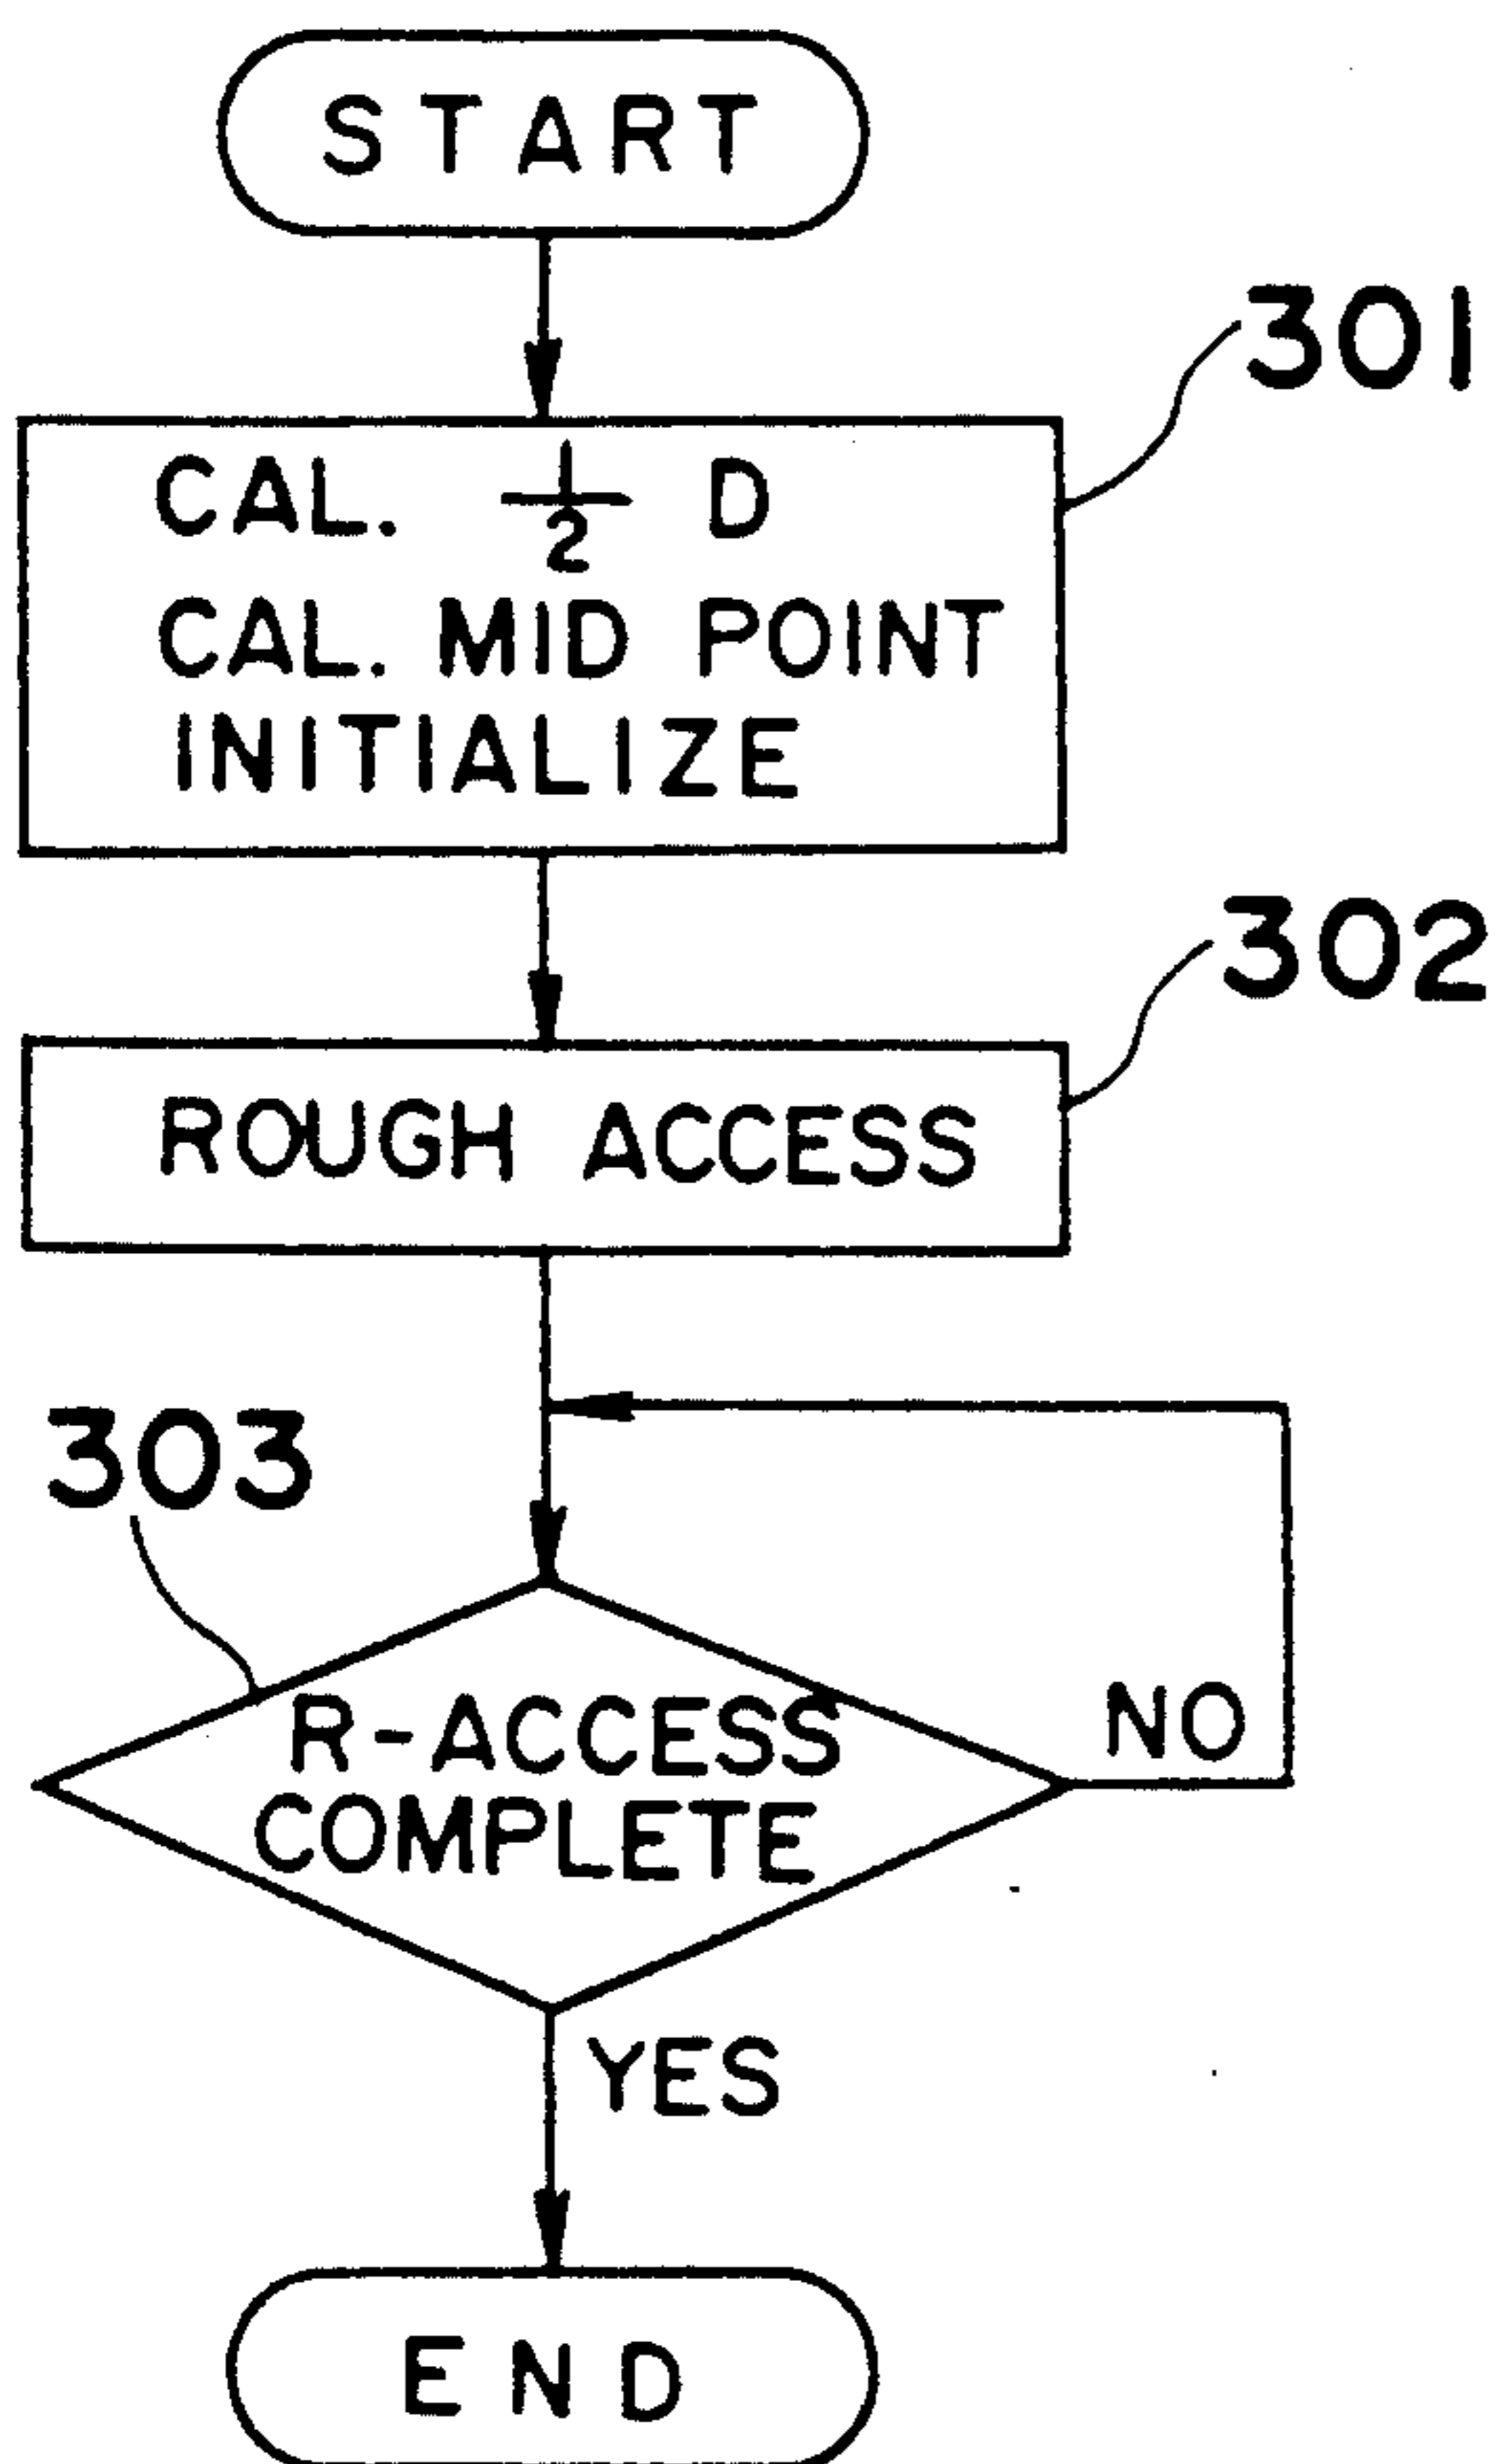 START
301
CAL. 1/2 D
CAL. MID POINT
INITIALIZE
302
ROUGH ACCESS
303
R-ACCESS
COMPLETE
NO
YES
END